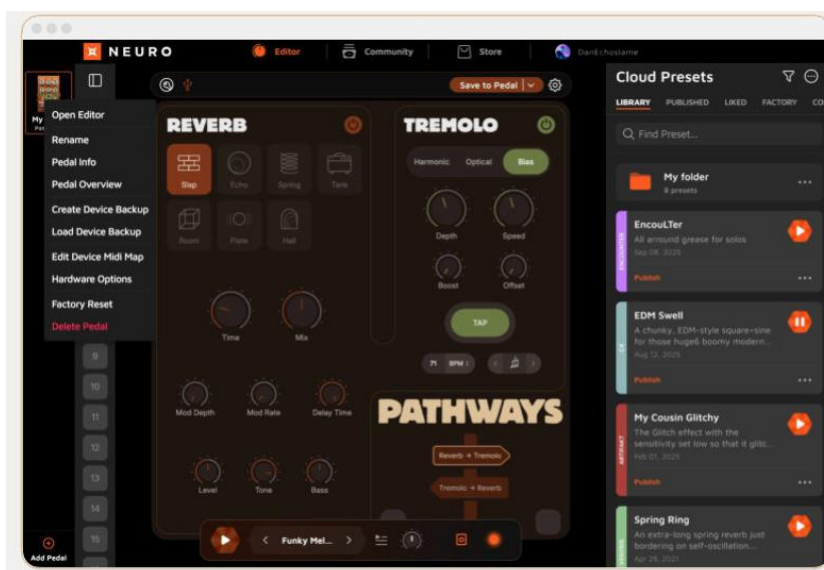 NEURO
Editor
Community
Store
DanEchoslame
My
Open Editor
Rename
Pedal Info
Pedal Overview
Create Device Backup
Load Device Backup
Edit Device Midi Map
Hardware Options
Factory Reset
Delete Pedal
9
10
11
12
13
14
15
Add Pedal
Save to Pedal
REVERB
Slap
Echo
Spring
Tank
Room
Plate
Hall
Time
Mix
Mod Depth
Mod Rate
Delay Time
Level
Tone
Bass
TREMOLO
Harmonic
Optical
Bias
Depth
Speed
Boost
Offset
TAP
71 BPM
PATHWAYS
Reverb → Tremolo
Tremolo → Reverb
Funky Mel...
Cloud Presets
LIBRARY
PUBLISHED
LIKED
FACTORY
CO
Find Preset...
My folder
8 presets
ENCOUNTER
EncouLTer
All arround grease for solos
Sep 08, 2025
Publish
EDM Swell
A chunky, EDM-style square-sine
for those huge6 boomy modern...
Aug 12, 2025
Publish
ARTIFAKT
My Cousin Glitchy
The Glitch effect with the
sensitivity set low so that it glitc...
Feb 01, 2025
Publish
Spring Ring
An extra-long spring reverb just
bordering on self-oscillation...
Apr 28, 2021